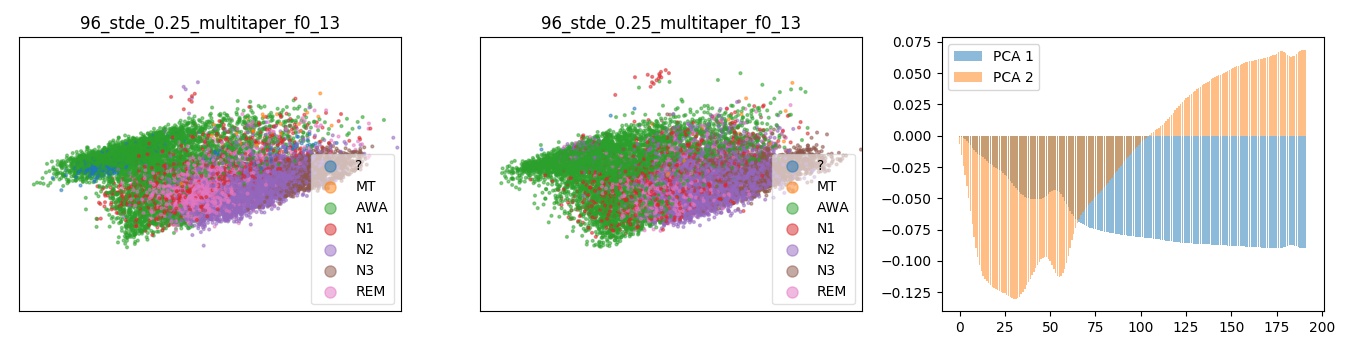 96_stde_0.25_multitaper_f0_13
?
MT
AWA
N1
N2
N3
REM
96_stde_0.25_multitaper_f0_13
?
MT
AWA
N1
N2
N3
REM
PCA 1
PCA 2
0.075
0.050
0.025
0.000
−0.025
−0.050
−0.075
−0.100
−0.125
0 25 50 75 100 125 150 175 200